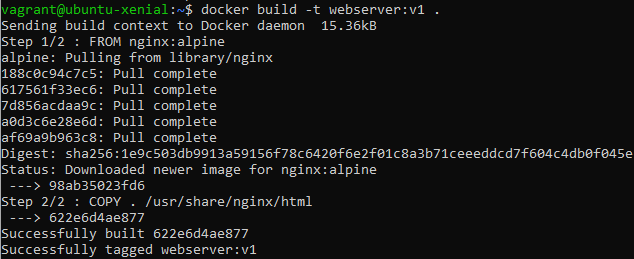 vagrant@ubuntu-xenial:~$ docker build -t webserver:v1 .
Sending build context to Docker daemon  15.36kB
Step 1/2 : FROM nginx:alpine
alpine: Pulling from library/nginx
188c0c94c7c5: Pull complete
617561f33ec6: Pull complete
7d856acdaa9c: Pull complete
a0d3c6e28e6d: Pull complete
af69a9b963c8: Pull complete
Digest: sha256:1e9c503db9913a59156f78c6420f6e2f01c8a3b71ceeeddcd7f604c4db0f045e
Status: Downloaded newer image for nginx:alpine
 ---> 98ab35023fd6
Step 2/2 : COPY . /usr/share/nginx/html
 ---> 622e6d4ae877
Successfully built 622e6d4ae877
Successfully tagged webserver:v1